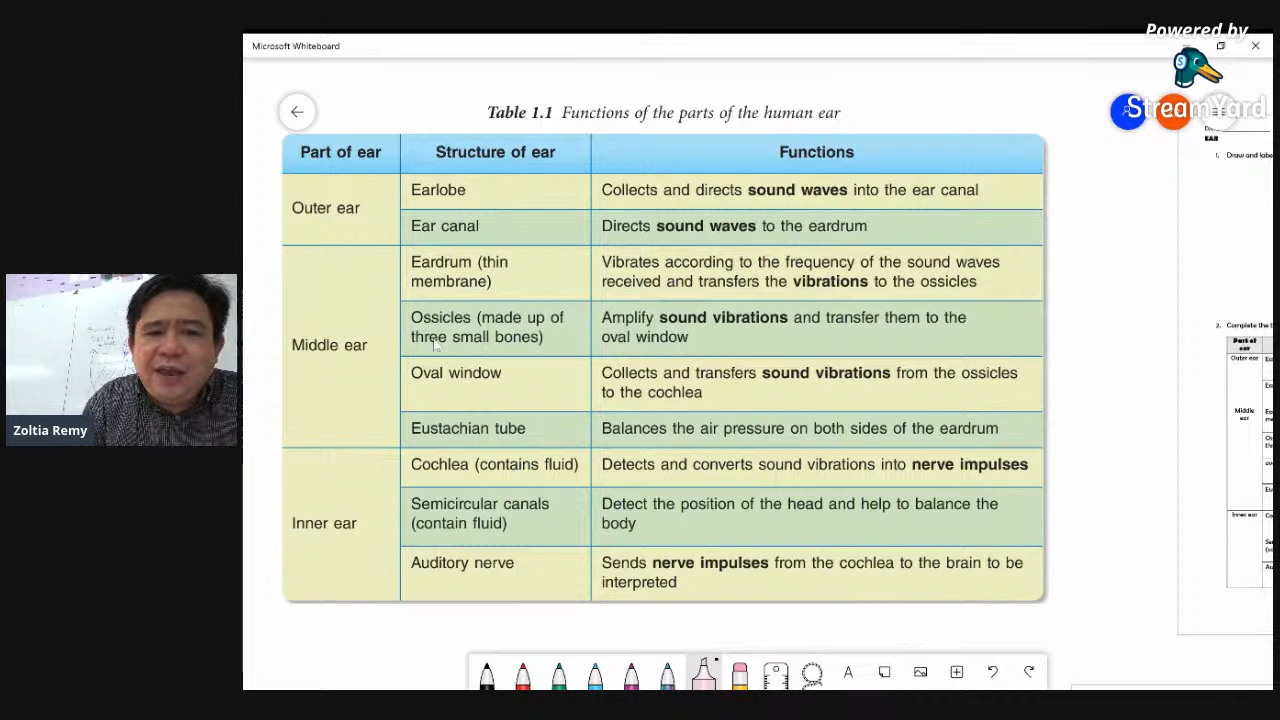 Powered by
StreamYard
Microsoft Whiteboard
Table 1.1 Functions of the parts of the human ear
Part of ear Structure of ear Functions
Outer ear
Earlobe
Collects and directs sound waves into the ear canal
Ear canal
Directs sound waves to the eardrum
Middle ear
Eardrum (thin
membrane)
Vibrates according to the frequency of the sound waves
received and transfers the vibrations to the ossicles
Ossicles (made up of
three small bones)
Amplify sound vibrations and transfer them to the
oval window
Oval window
Collects and transfers sound vibrations from the ossicles
to the cochlea
Eustachian tube
Balances the air pressure on both sides of the eardrum
Inner ear
Cochlea (contains fluid)
Detects and converts sound vibrations into nerve impulses
Semicircular canals
(contain fluid)
Detect the position of the head and help to balance the
body
Auditory nerve
Sends nerve impulses from the cochlea to the brain to be
interpreted
Zoltia Remy
EAR
1. Draw and labe
2. Complete the t
Part of
ear
Outer ear
Middle
ear
Inner ear
A